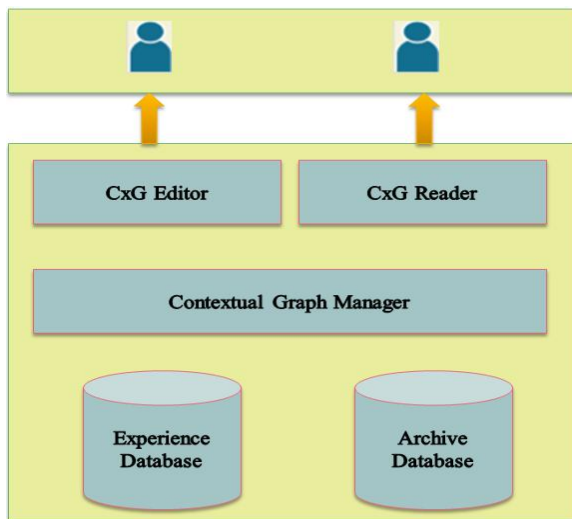 CxG Editor
CxG Reader
Contextual Graph Manager
Experience
Database
Archive
Database